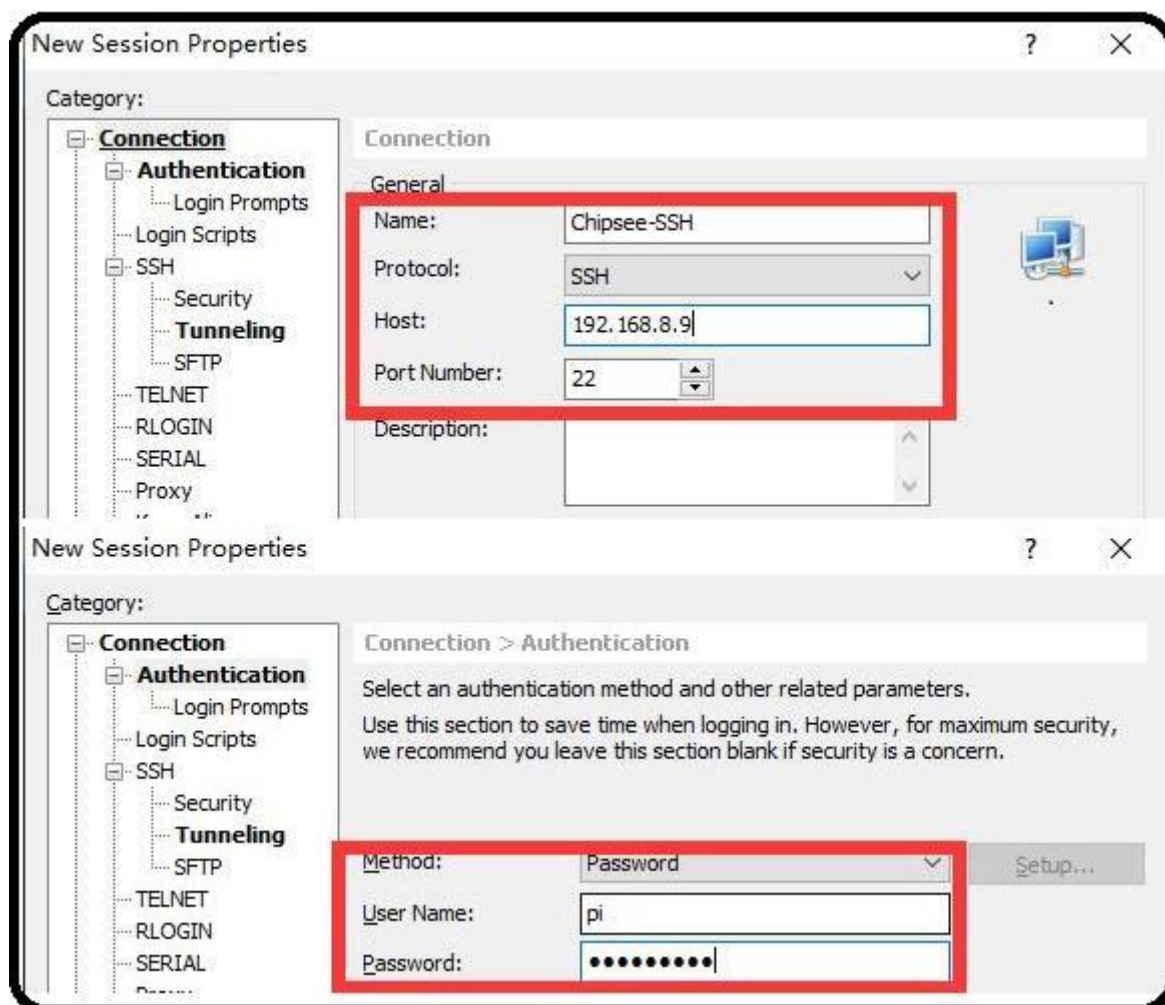 New Session Properties ? ×
Category:
Connection
Authentication
Login Prompts
Login Scripts
SSH
Security
Tunneling
SFTP
TELNET
RLOGIN
SERIAL
Proxy
Connection
General
Name: Chipsee-SSH
Protocol: SSH
Host: 192.168.8.9
Port Number: 22
Description:
New Session Properties ? ×
Category:
Connection
Authentication
Login Prompts
Login Scripts
SSH
Security
Tunneling
SFTP
TELNET
RLOGIN
SERIAL
Connection > Authentication
Select an authentication method and other related parameters.
Use this section to save time when logging in. However, for maximum security,
we recommend you leave this section blank if security is a concern.
Method: Password
Setup...
User Name: pi
Password: ●●●●●●●●●